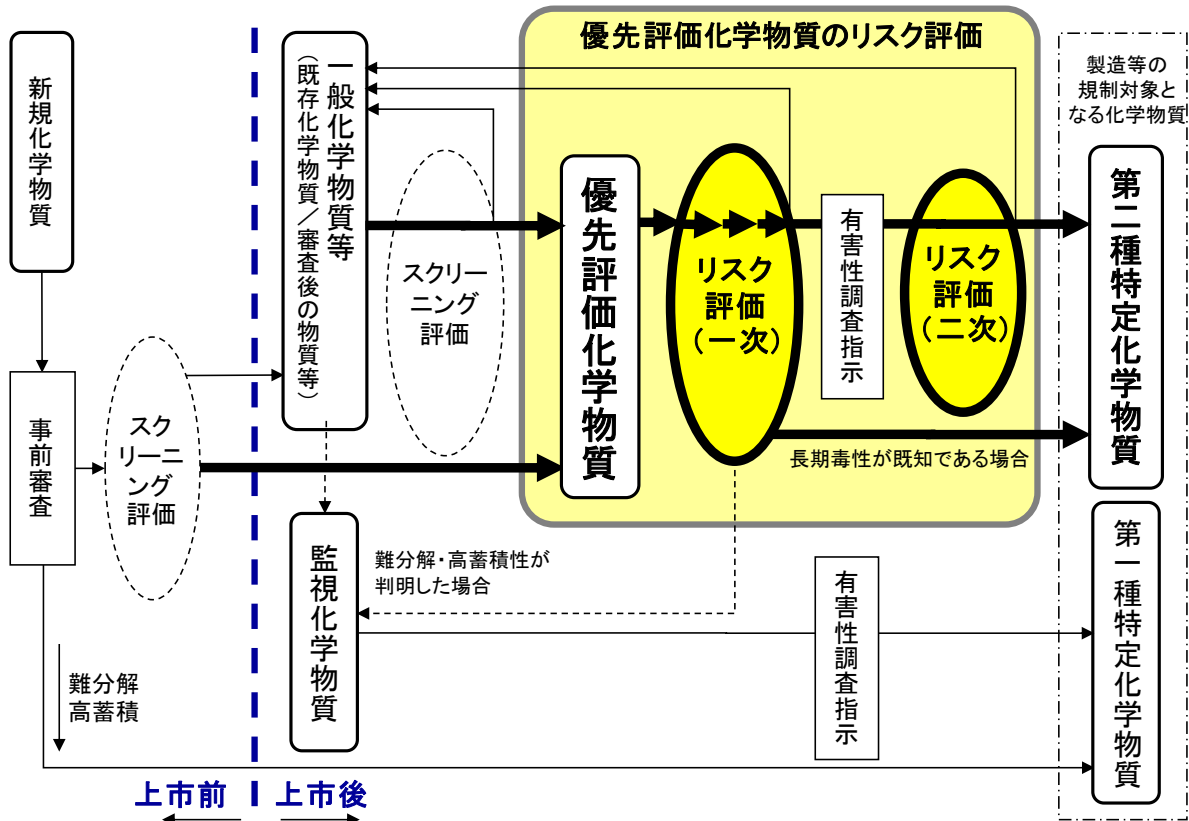 優先評価化学物質のリスク評価
新規化学物質
一般化学物質等
（既存化学物質／審査後の物質等）
製造等の
規制対象と
なる化学物質
スクリー
ニング
評価
優先評価化学物質
リスク
評価
（一次）
有害性調査指示
リスク
評価
（二次）
第二種特定化学物質
長期毒性が既知である場合
事前審査
スク
リーニ
ング
評価
監視化学物質
難分解・高蓄積性が
判明した場合
有害性調査指示
第一種特定化学物質
難分解
高蓄積
上市前
上市後